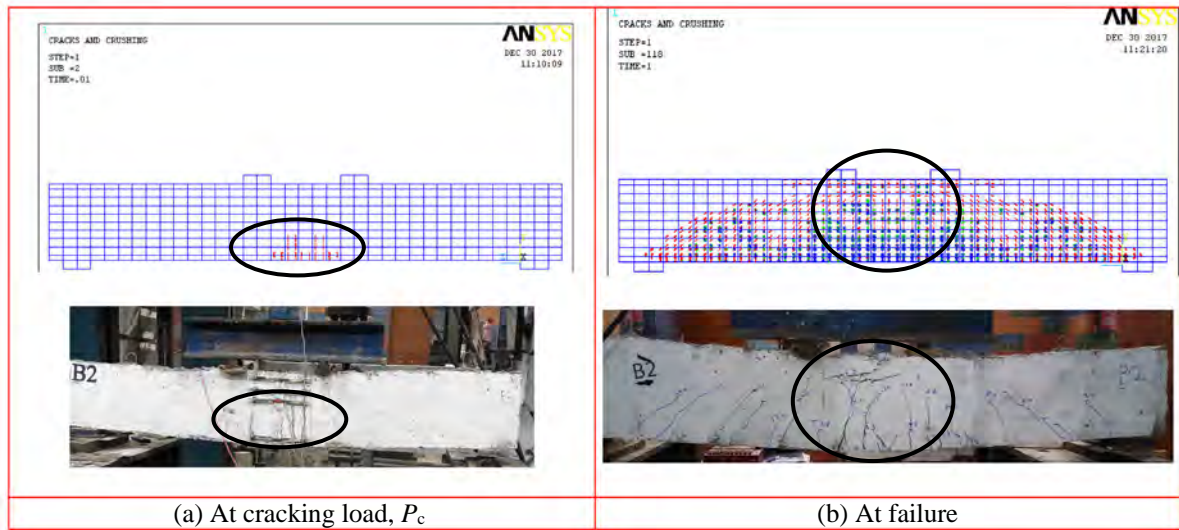 CRACKS AND CRUSHING
STEP=1
SUB =2
TIME=.01
ANSYS
DEC 30 2017
11:10:09
X
CRACKS AND CRUSHING
STEP=1
SUB =118
TIME=1
ANSYS
DEC 30 2017
11:21:20
X
B2
B2
B2
(a) At cracking load, Pc
(b) At failure